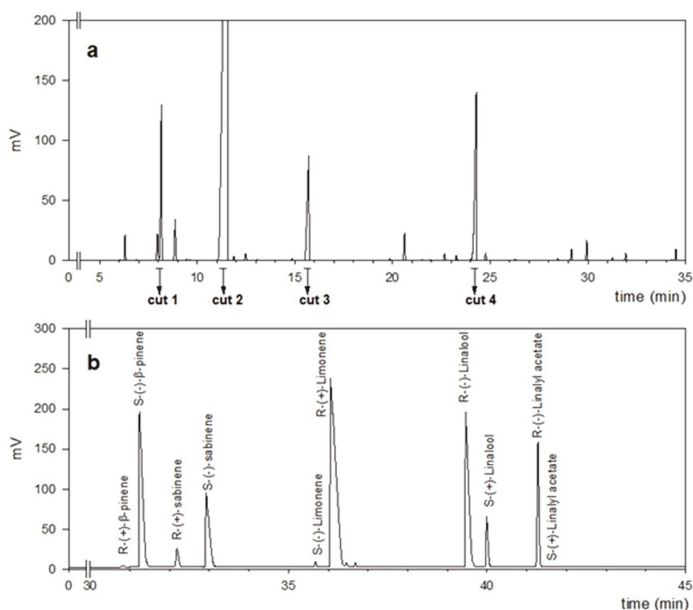 200
a
150
mV
100
50
0
0 5 10 15 20 25 30 35
cut 1 cut 2 cut 3 cut 4
time (min)
300
b
250
mV
200
150
100
50
0
R-(+)-β-pinene
S-(-)-β-pinene
R-(+)-sabinene
S-(-)-sabinene
S-(-)-Limonene
R-(+)-Limonene
R-(-)-Linalool
S-(+)-Linalool
R-(-)-Linalyl acetate
S-(+)-Linalyl acetate
0 30 35 40 45
time (min)